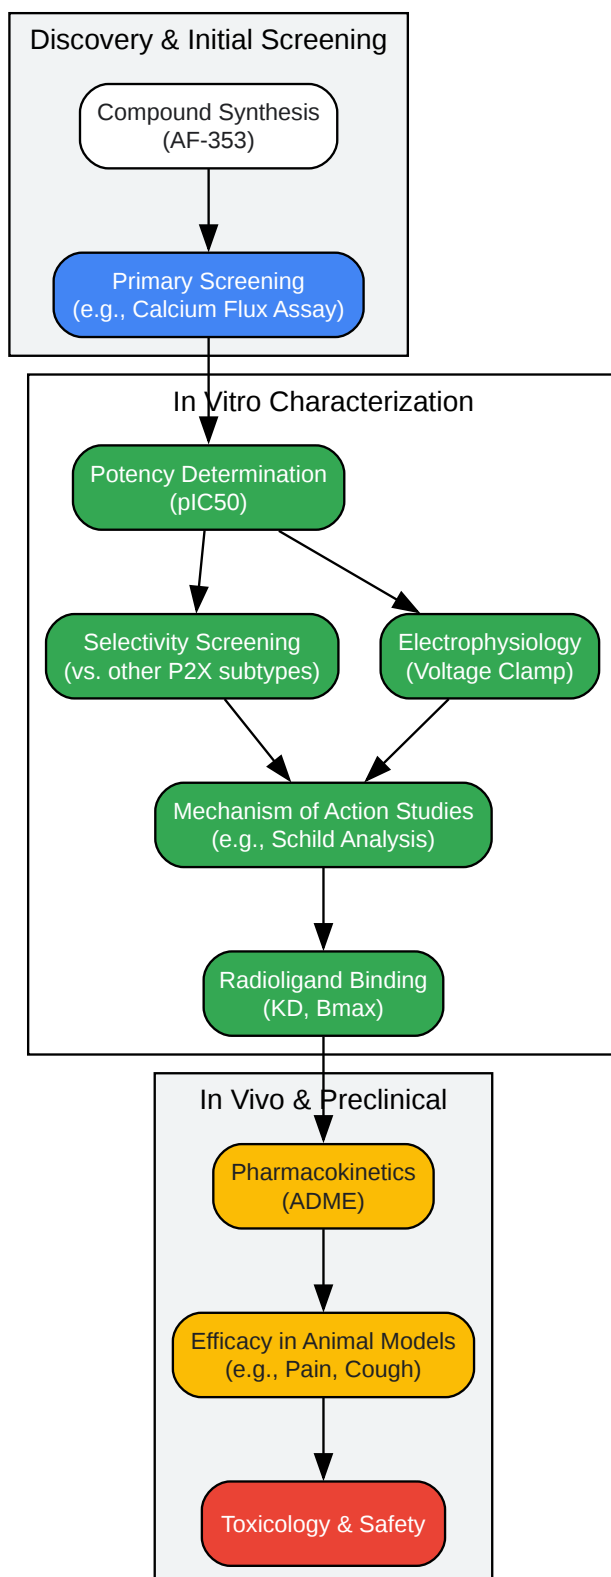 Discovery & Initial Screening
Compound Synthesis
(AF-353)
Primary Screening
(e.g., Calcium Flux Assay)
In Vitro Characterization
Potency Determination
(pIC50)
Selectivity Screening
(vs. other P2X subtypes)
Electrophysiology
(Voltage Clamp)
Mechanism of Action Studies
(e.g., Schild Analysis)
Radioligand Binding
(KD, Bmax)
In Vivo & Preclinical
Pharmacokinetics
(ADME)
Efficacy in Animal Models
(e.g., Pain, Cough)
Toxicology & Safety